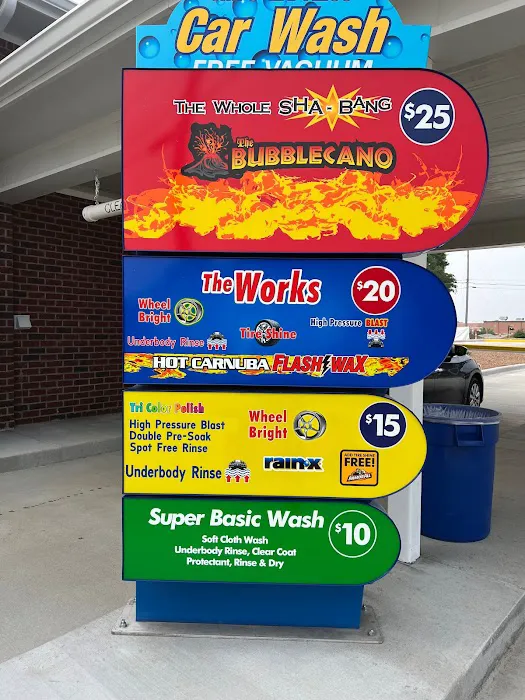 Car Wash
FREE VACUUM
THE WHOLE SHA-BANG
$25
The
BUBBLECANO
The Works
$20
Wheel
Bright
High Pressure BLAST
Tire Shine
Underbody Rinse
HOT CARNUBA FLASH WAX
Tri Color Polish
High Pressure Blast
Double Pre-Soak
Spot Free Rinse
Wheel
Bright
$15
Underbody Rinse
rain-x
FREE!
Super Basic Wash
$10
Soft Cloth Wash
Underbody Rinse, Clear Coat
Protectant, Rinse & Dry